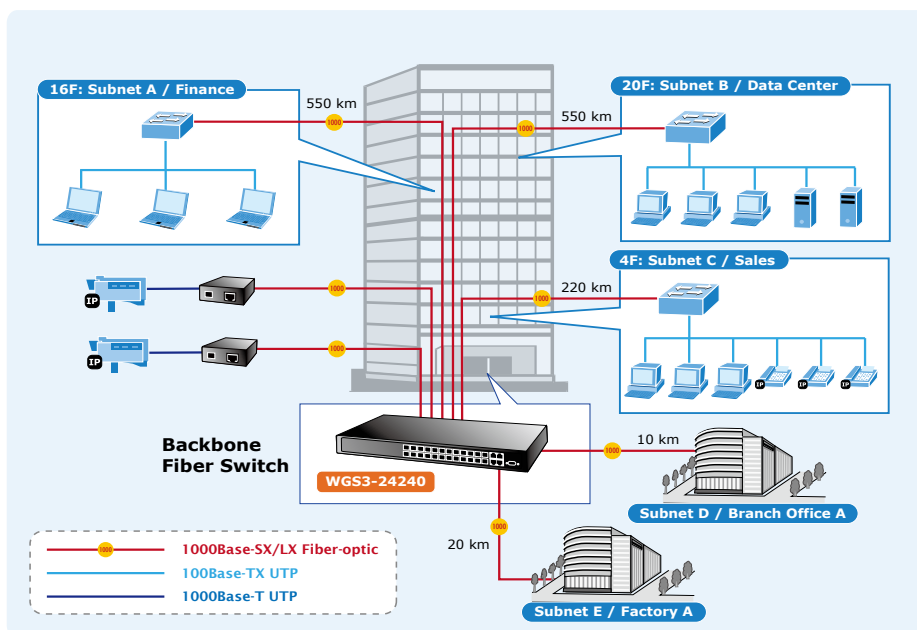 16F: Subnet A / Finance
550 km
1000
20F: Subnet B / Data Center
1000
550 km
4F: Subnet C / Sales
1000
220 km
IP
1000
IP
1000
IP
IP
IP
Backbone
Fiber Switch
WGS3-24240
10 km
1000
Subnet D / Branch Office A
20 km
1000
Subnet E / Factory A
1000
1000Base-SX/LX Fiber-optic
100Base-TX UTP
1000Base-T UTP